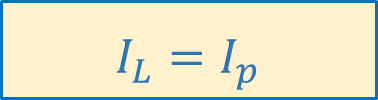 I_L = I_p